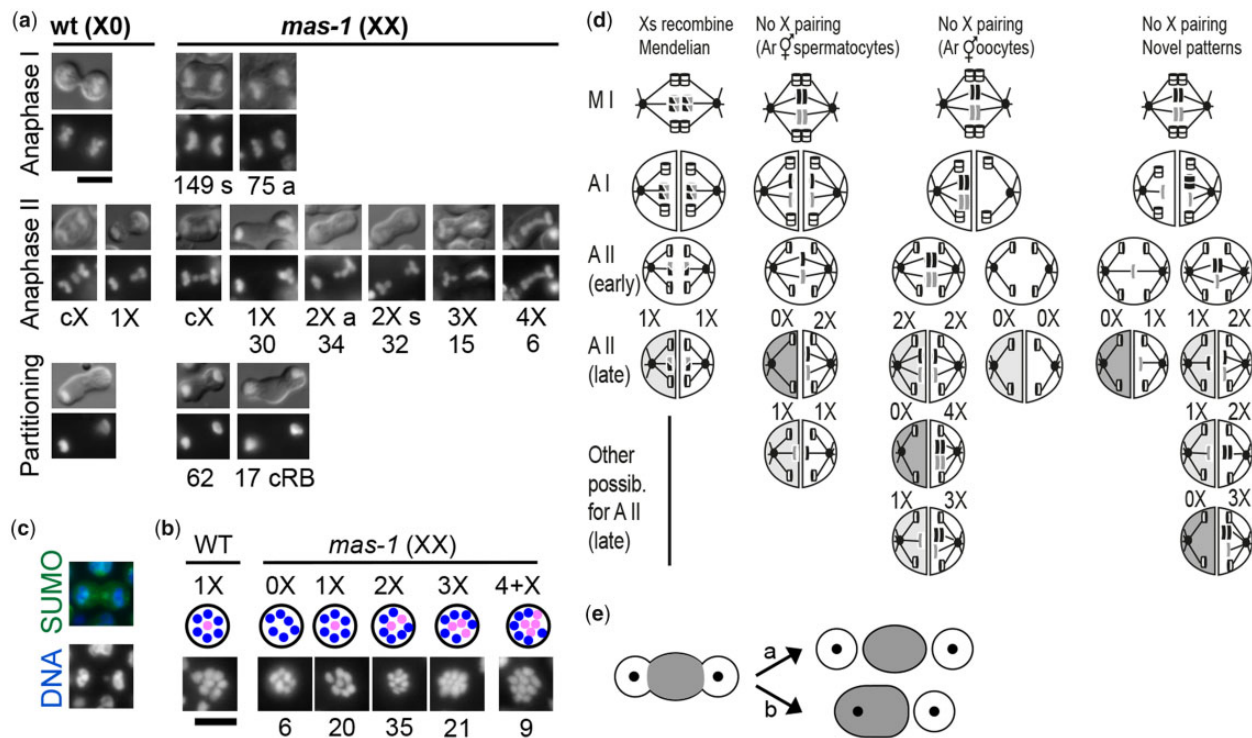 (a)
wt (X0)
mas-1 (XX)
Anaphase I
149 s
75 a
Anaphase II
cX
1X
cX
1X
2X a
2X s
3X
4X
30
34
32
15
6
Partitioning
62
17 cRB
(c)
SUMO
DNA
(b)
WT
mas-1 (XX)
1X
0X
1X
2X
3X
4+X
6
20
35
21
9
(d)
Xs recombine
Mendelian
No X pairing
(Ar ⚥ spermatocytes)
No X pairing
(Ar ⚥ oocytes)
No X pairing
Novel patterns
M I
A I
A II
(early)
A II
(late)
1X 1X
0X 2X
2X 2X
0X 0X
0X 1X
1X 2X
Other
possib.
for A II
(late)
1X 1X
0X 4X
1X 2X
1X 3X
0X 3X
(e)
a
b